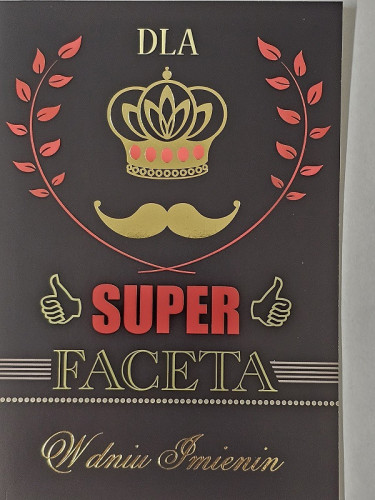 DLA
SUPER
FACETA
W dniu Imienin